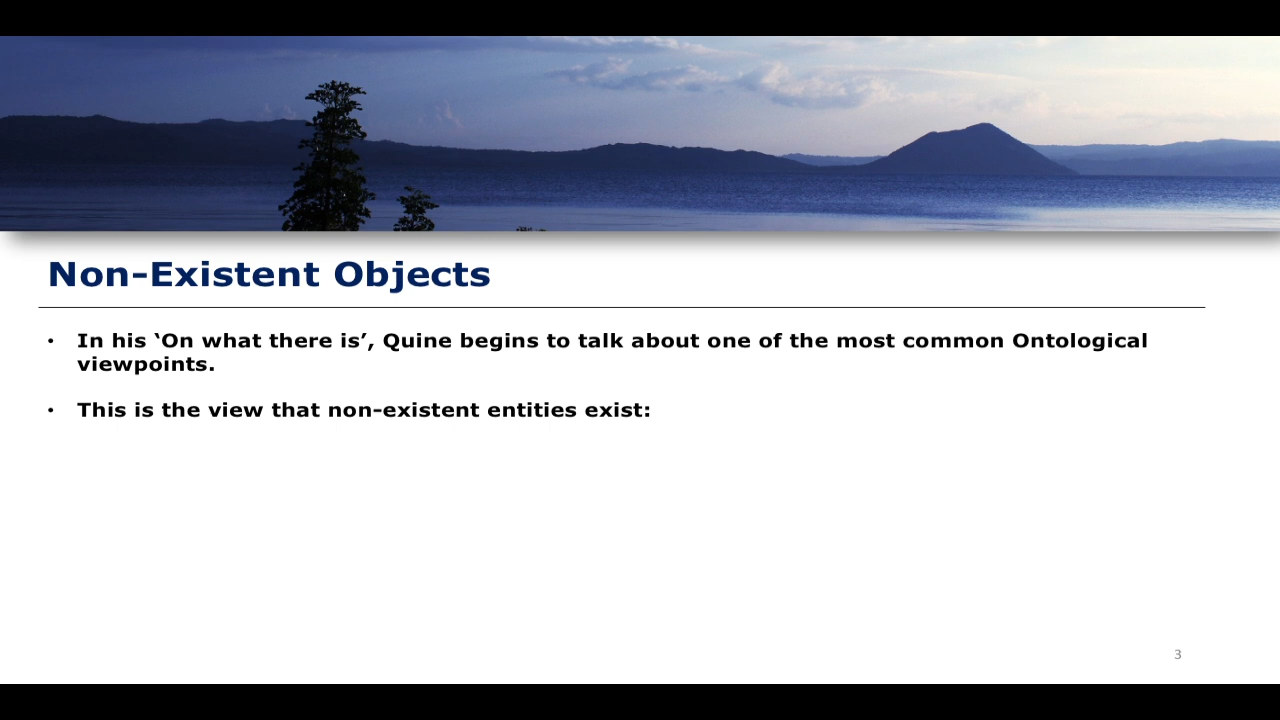 Non-Existent Objects
• In his ‘On what there is’, Quine begins to talk about one of the most common Ontological
viewpoints.
• This is the view that non-existent entities exist:
3